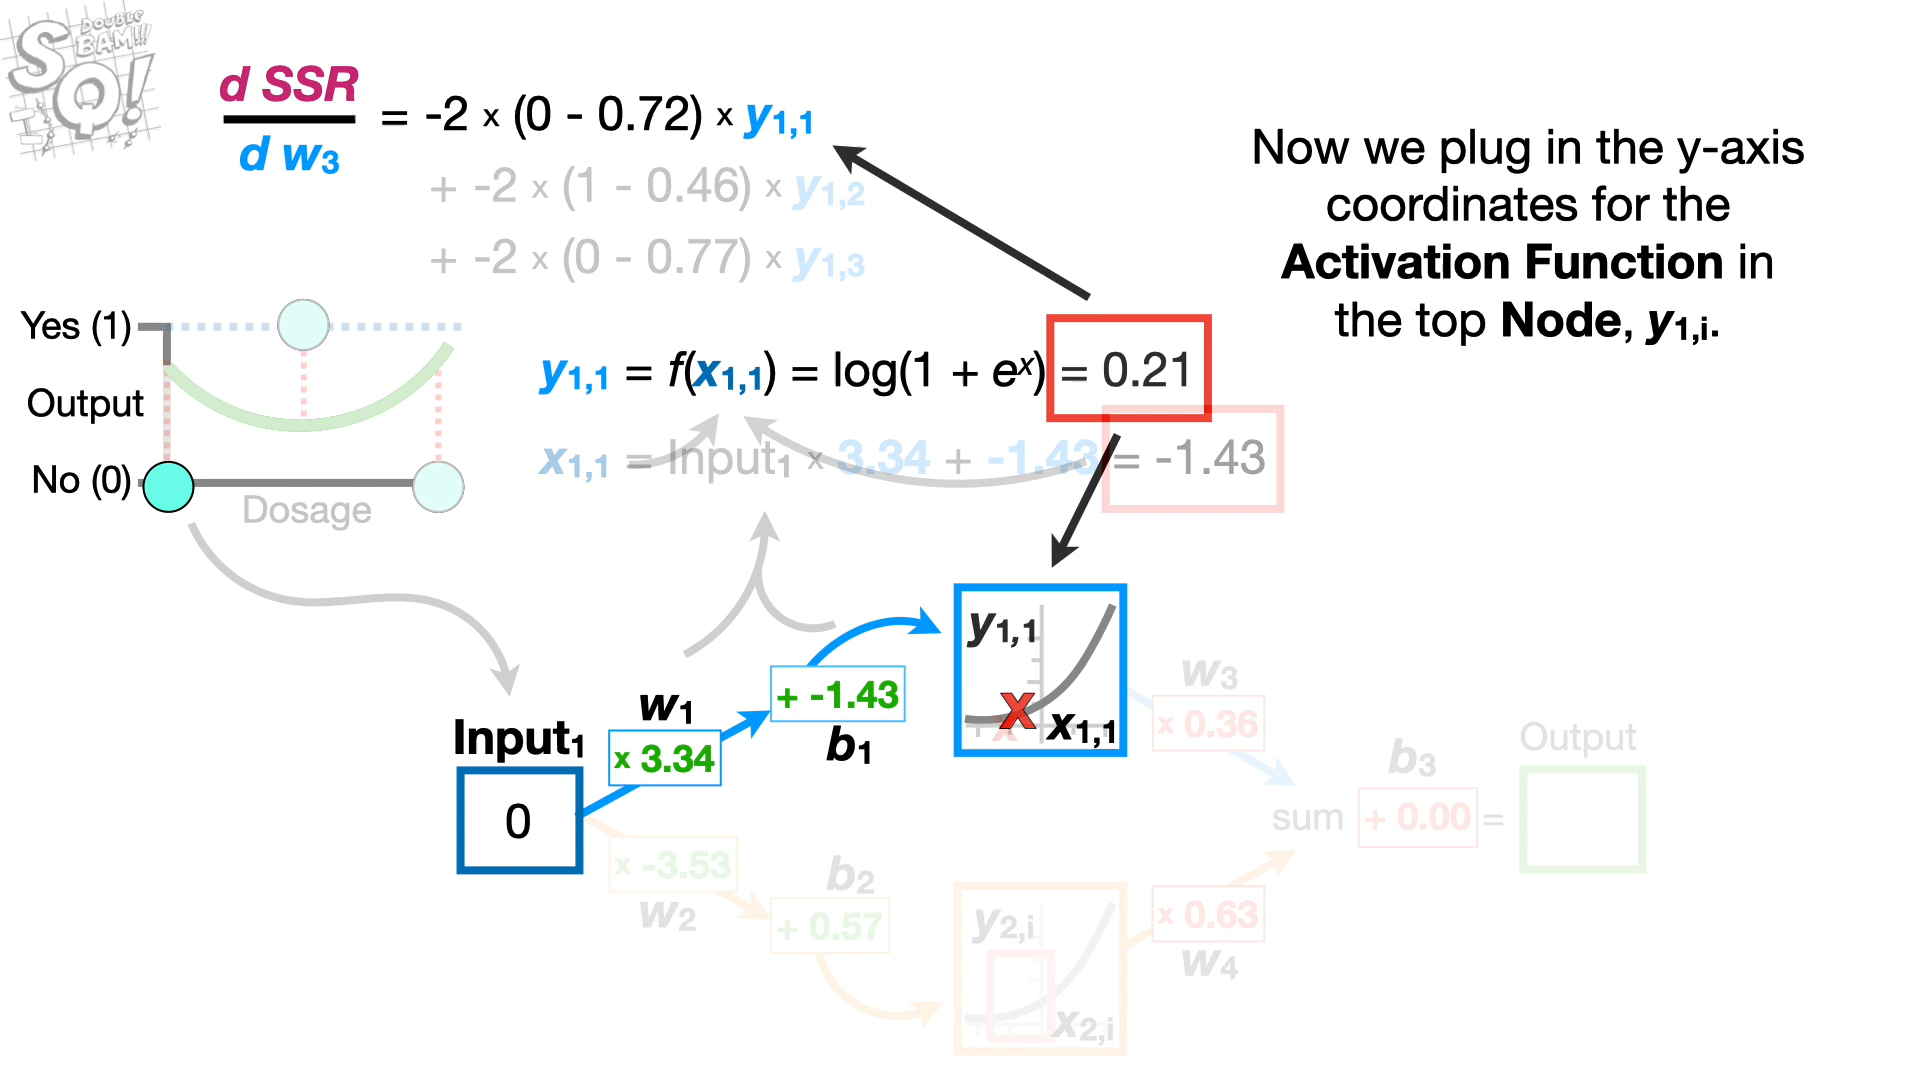 SQ!
DOUBLE
BAM!!!
d SSR
d w₃
= -2 x (0 - 0.72) x y₁,₁
+ -2 x (1 - 0.46) x y₁,₂
+ -2 x (0 - 0.77) x y₁,₃
Now we plug in the y-axis
coordinates for the
Activation Function in
the top Node, y₁,ᵢ.
Yes (1)
Output
No (0)
Dosage
y₁,₁ = f(x₁,₁) = log(1 + eˣ) = 0.21
x₁,₁ = Input₁ x 3.34 + -1.43 = -1.43
Input₁
0
w₁
x 3.34
+ -1.43
b₁
y₁,₁
x₁,₁
w₃
x 0.36
x -3.53
w₂
b₂
+ 0.57
y₂,ᵢ
x₂,ᵢ
x 0.63
w₄
sum
b₃
+ 0.00
=
Output